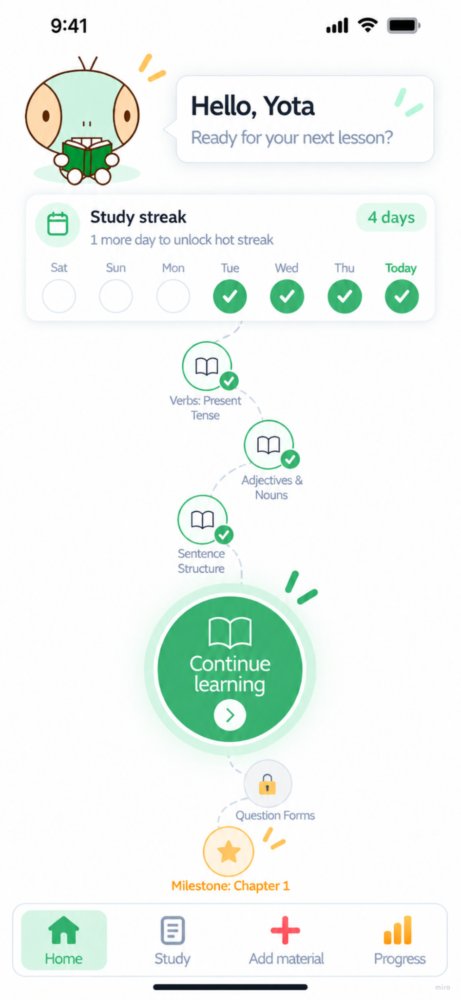 9:41
Hello, Yota
Ready for your next lesson?
Study streak
4 days
1 more day to unlock hot streak
Sat Sun Mon Tue Wed Thu Today
Verbs: Present
Tense
Adjectives &
Nouns
Sentence
Structure
Continue
learning
Question Forms
Milestone: Chapter 1
Home Study Add material Progress
miro